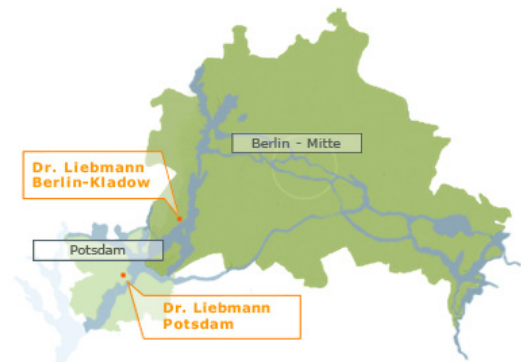 Berlin - Mitte
Dr. Liebmann
Berlin-Kladow
Potsdam
Dr. Liebmann
Potsdam